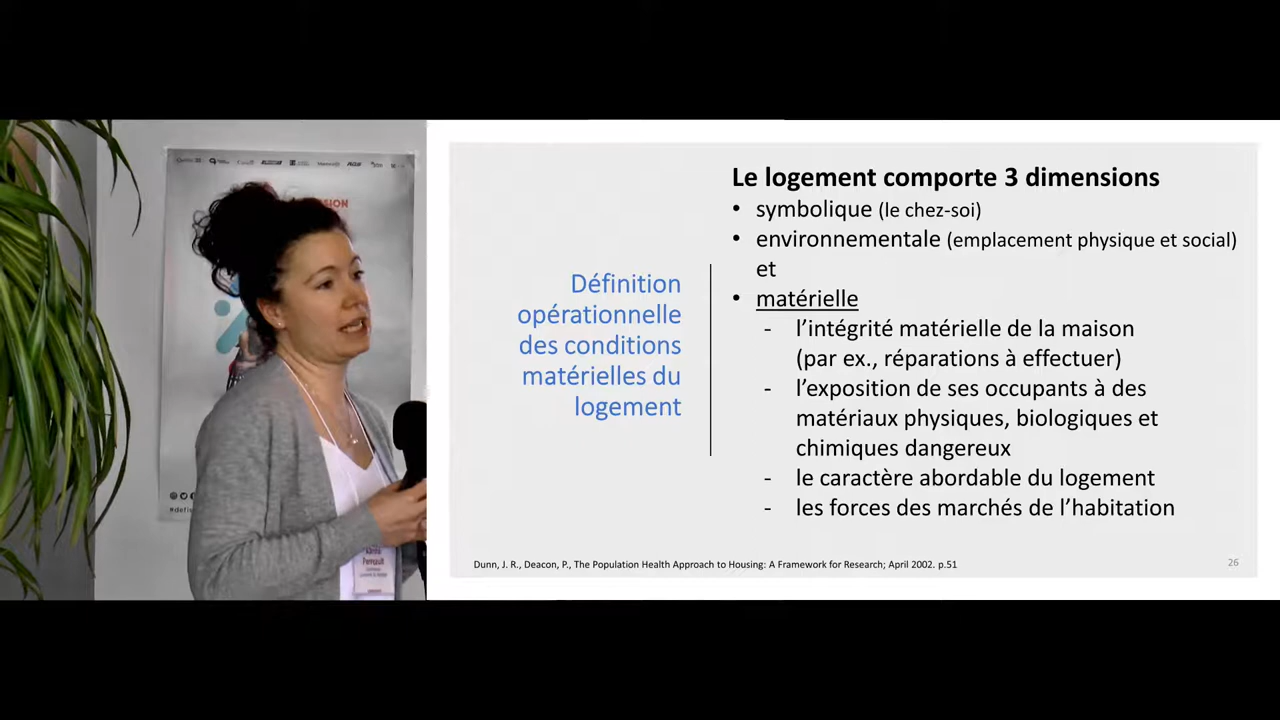 SION
Définition
opérationnelle
des conditions
matérielles du
logement
Le logement comporte 3 dimensions
• symbolique (le chez-soi)
• environnementale (emplacement physique et social)
et
• matérielle
- l’intégrité matérielle de la maison
(par ex., réparations à effectuer)
- l’exposition de ses occupants à des
matériaux physiques, biologiques et
chimiques dangereux
- le caractère abordable du logement
- les forces des marchés de l’habitation
Dunn, J. R., Deacon, P., The Population Health Approach to Housing: A Framework for Research; April 2002. p.51
26
#defis
Perreault